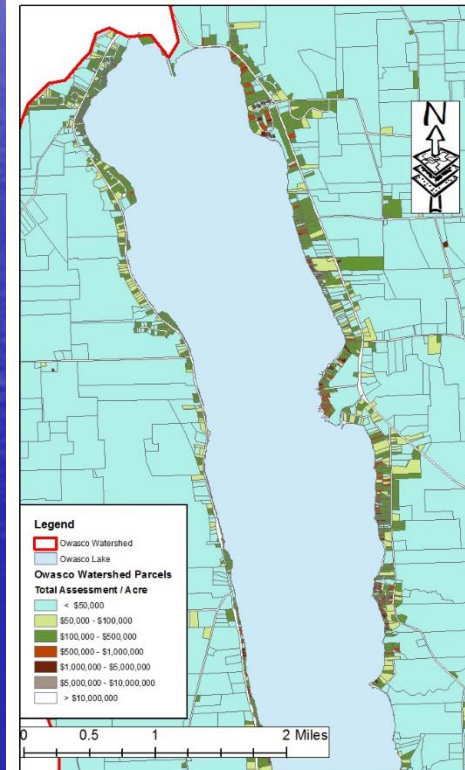 N
Legend
Owasco Watershed
Owasco Lake
Owasco Watershed Parcels
Total Assessment / Acre
< $50,000
$50,000 - $100,000
$100,000 - $500,000
$500,000 - $1,000,000
$1,000,000 - $5,000,000
$5,000,000 - $10,000,000
> $10,000,000
0 0.5 1 2 Miles